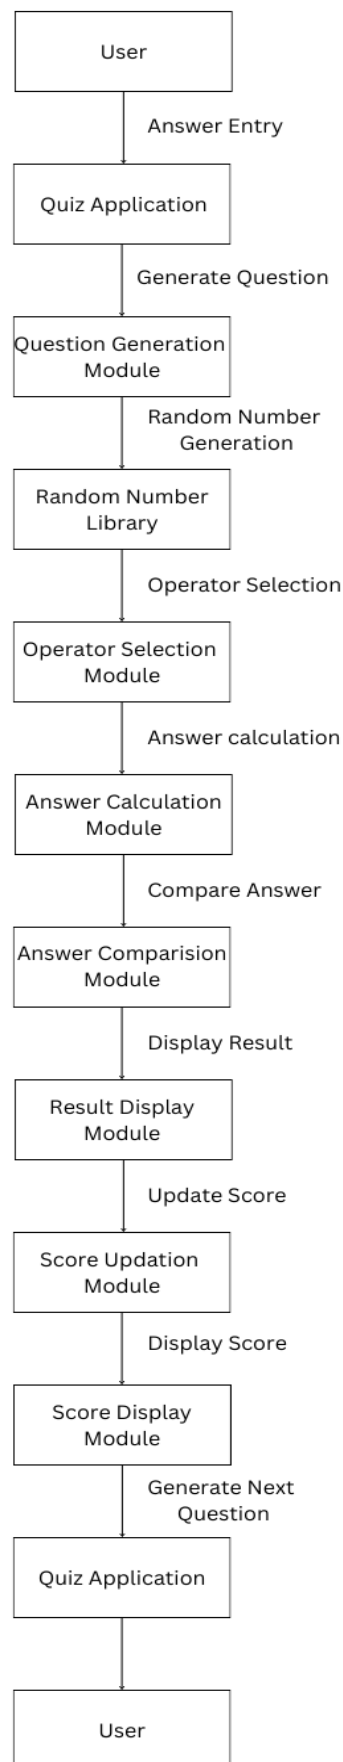 User
Answer Entry
Quiz Application
Generate Question
Question Generation
Module
Random Number
Generation
Random Number
Library
Operator Selection
Operator Selection
Module
Answer calculation
Answer Calculation
Module
Compare Answer
Answer Comparision
Module
Display Result
Result Display
Module
Update Score
Score Updation
Module
Display Score
Score Display
Module
Generate Next
Question
Quiz Application
User